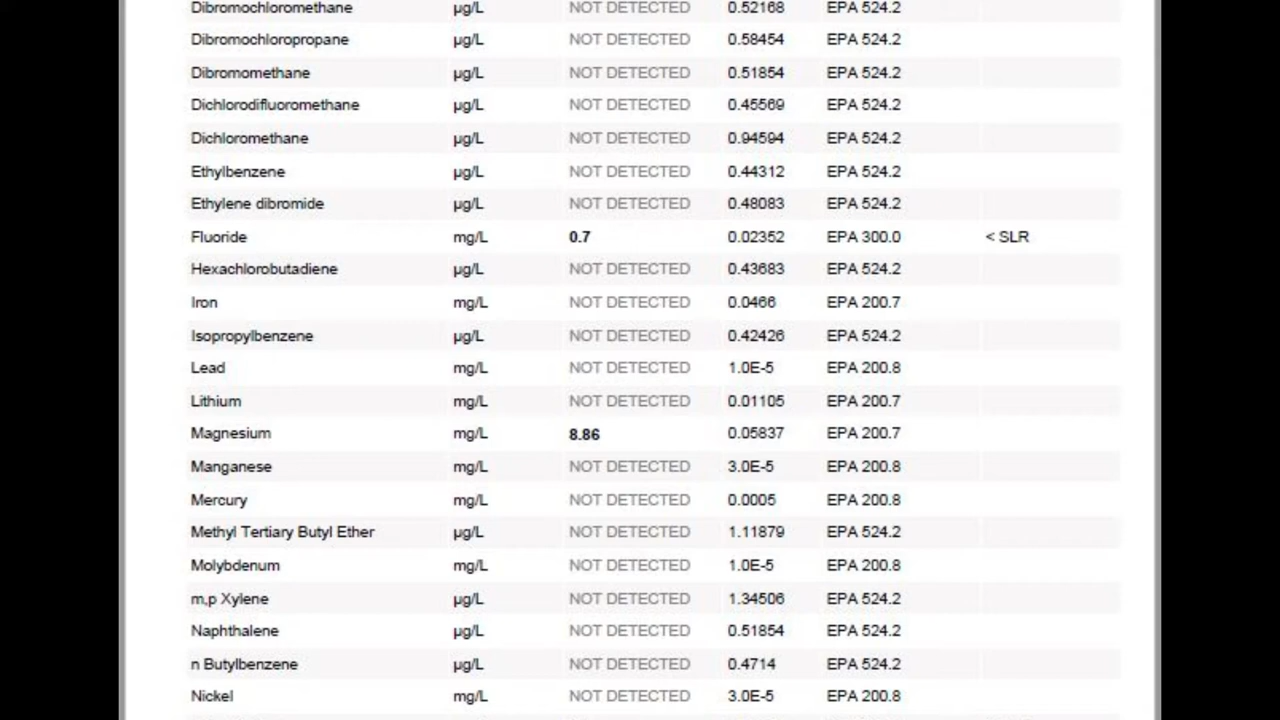 Dibromochloromethane µg/L NOT DETECTED 0.52168 EPA 524.2
Dibromochloropropane µg/L NOT DETECTED 0.58454 EPA 524.2
Dibromomethane µg/L NOT DETECTED 0.51854 EPA 524.2
Dichlorodifluoromethane µg/L NOT DETECTED 0.45569 EPA 524.2
Dichloromethane µg/L NOT DETECTED 0.94594 EPA 524.2
Ethylbenzene µg/L NOT DETECTED 0.44312 EPA 524.2
Ethylene dibromide µg/L NOT DETECTED 0.48083 EPA 524.2
Fluoride mg/L 0.7 0.02352 EPA 300.0 < SLR
Hexachlorobutadiene µg/L NOT DETECTED 0.43683 EPA 524.2
Iron mg/L NOT DETECTED 0.0466 EPA 200.7
Isopropylbenzene µg/L NOT DETECTED 0.42426 EPA 524.2
Lead mg/L NOT DETECTED 1.0E-5 EPA 200.8
Lithium mg/L NOT DETECTED 0.01105 EPA 200.7
Magnesium mg/L 8.86 0.05837 EPA 200.7
Manganese mg/L NOT DETECTED 3.0E-5 EPA 200.8
Mercury mg/L NOT DETECTED 0.0005 EPA 200.8
Methyl Tertiary Butyl Ether µg/L NOT DETECTED 1.11879 EPA 524.2
Molybdenum mg/L NOT DETECTED 1.0E-5 EPA 200.8
m,p Xylene µg/L NOT DETECTED 1.34506 EPA 524.2
Naphthalene µg/L NOT DETECTED 0.51854 EPA 524.2
n Butylbenzene µg/L NOT DETECTED 0.4714 EPA 524.2
Nickel mg/L NOT DETECTED 3.0E-5 EPA 200.8